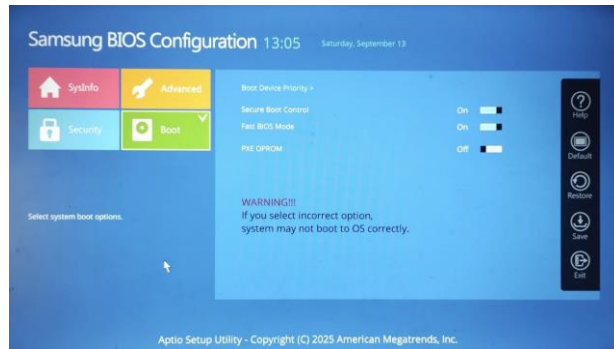 Samsung BIOS Configuration 13:05 Saturday, September 13
SysInfo
Advanced
Security
Boot
Select system boot options.
Boot Device Priority >
Secure Boot Control On
Fast BIOS Mode On
PXE OPROM Off
WARNING!!!
If you select incorrect option,
system may not boot to OS correctly.
Help
Default
Restore
Save
Exit
Aptio Setup Utility - Copyright (C) 2025 American Megatrends, Inc.